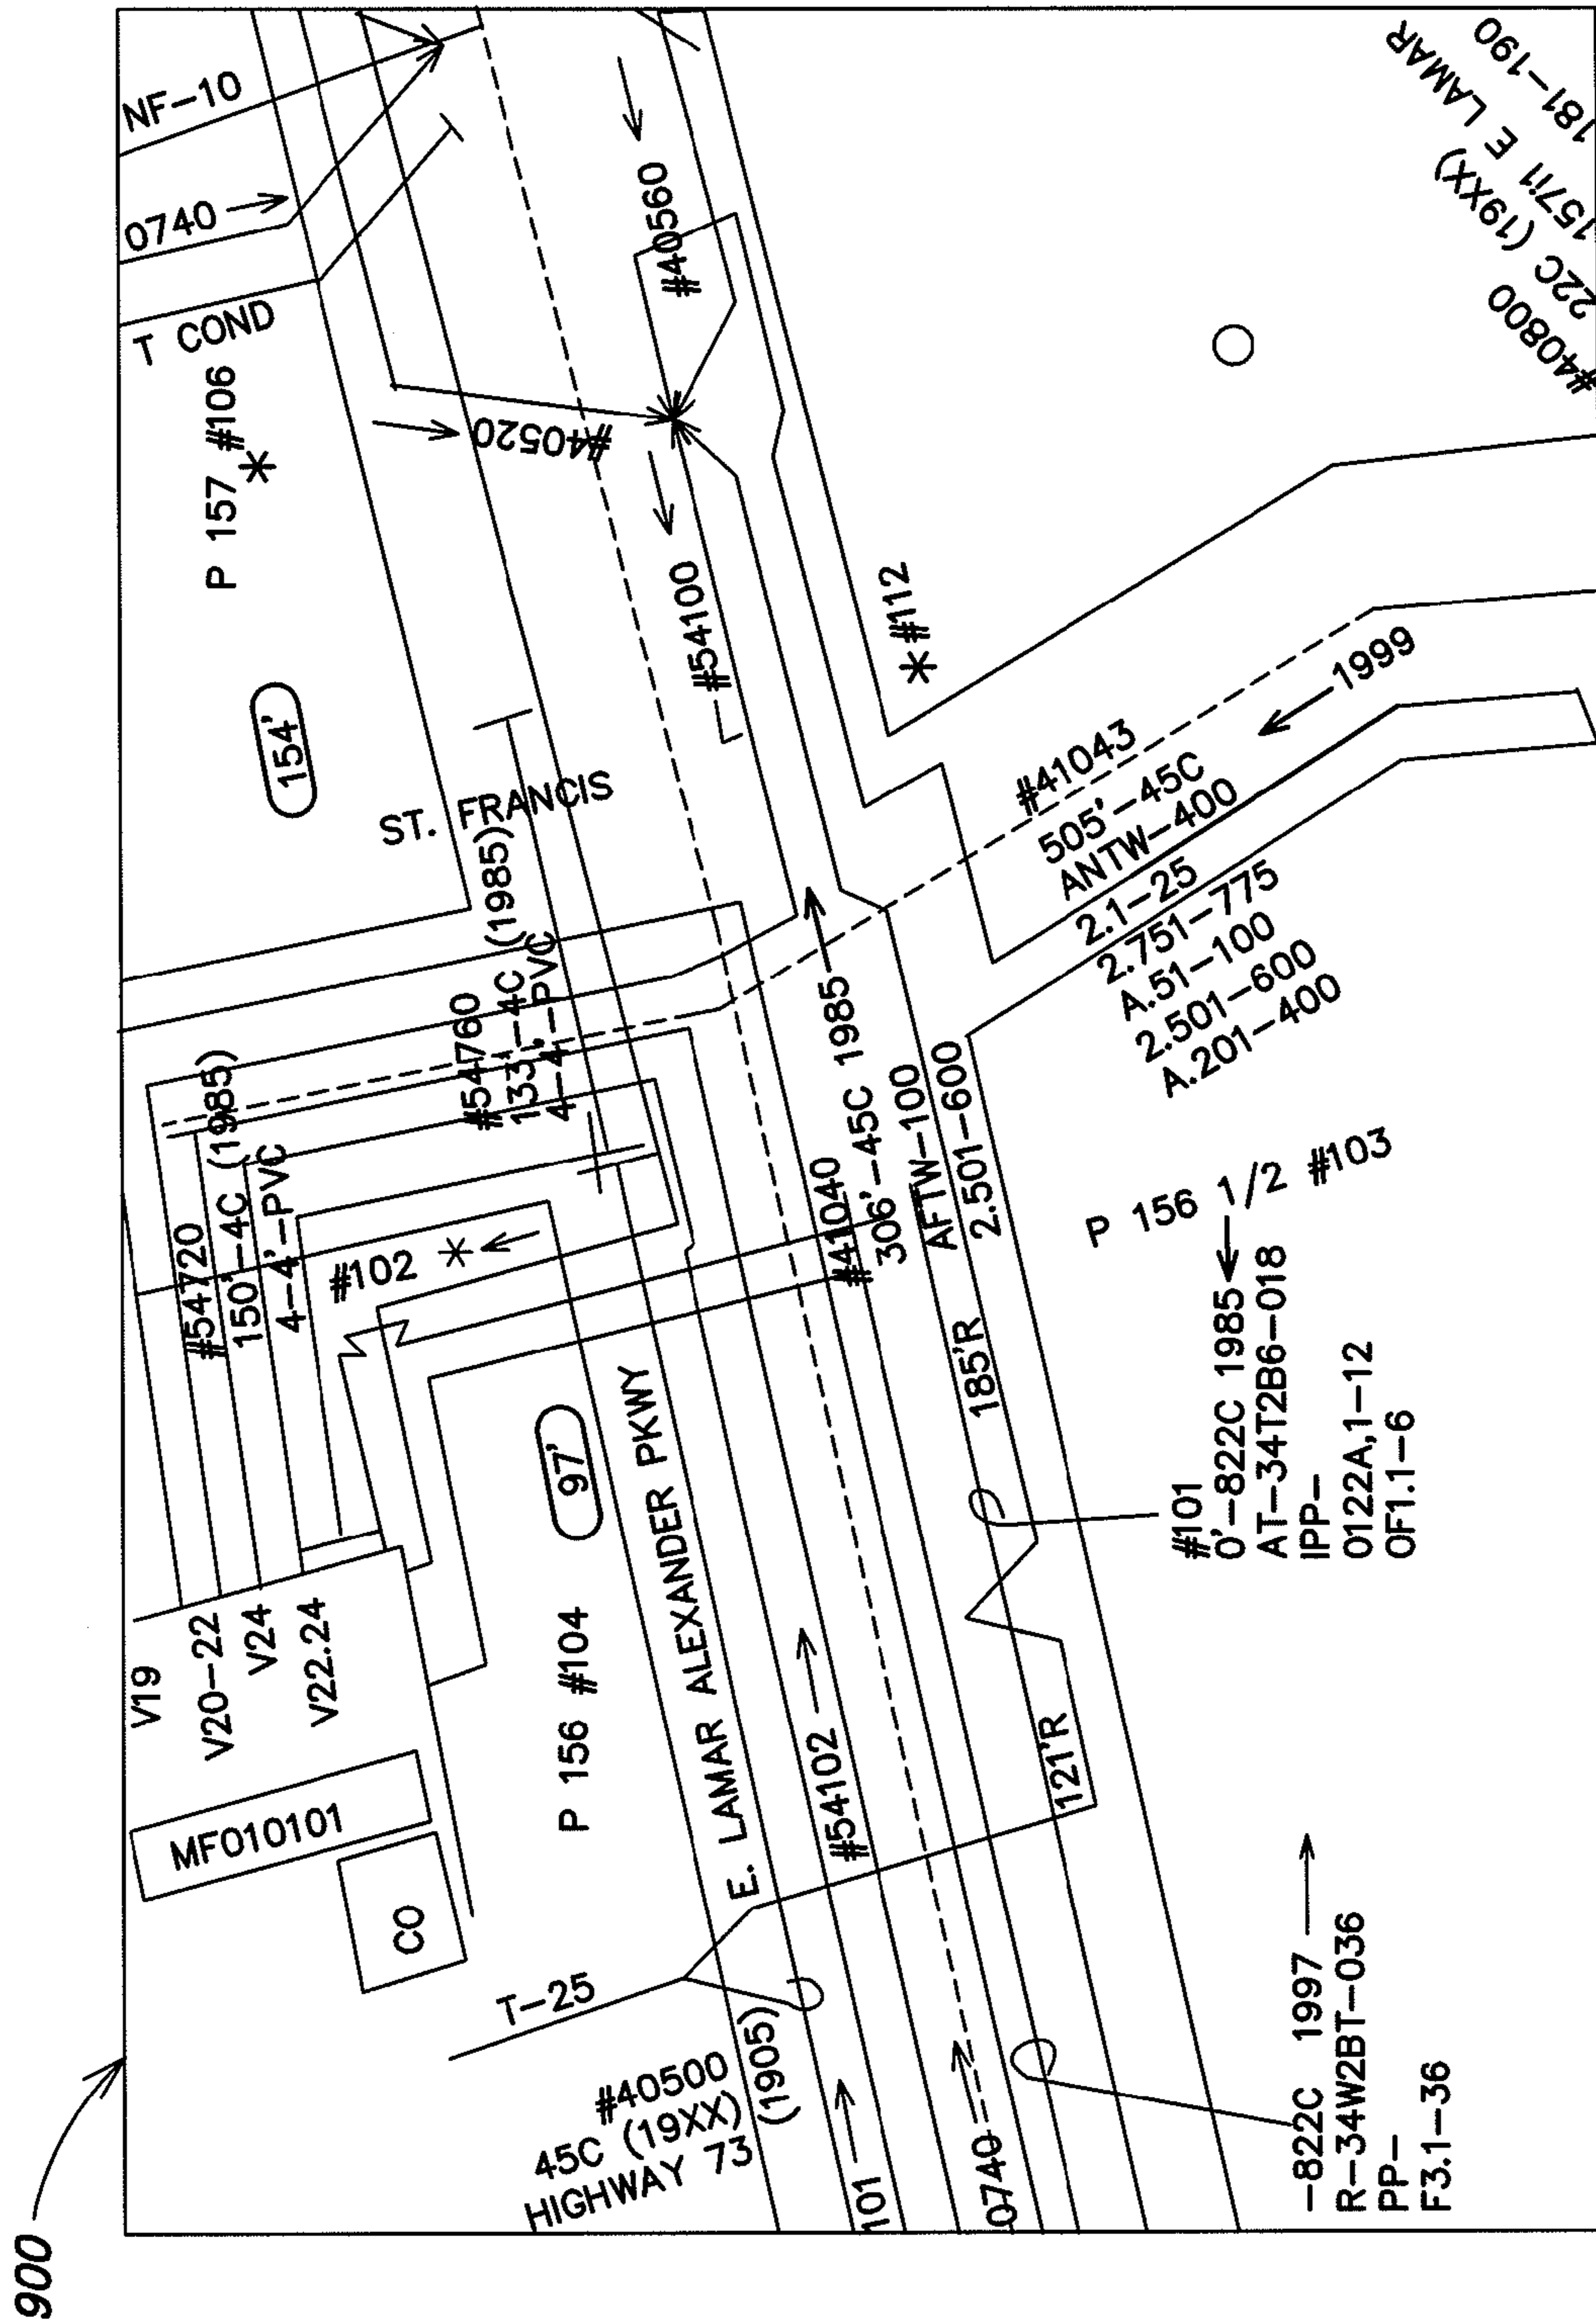 900
V19
V20-22
V24
V22.24
MF010101
CO
#54720
150'-4C (1985)
4-4'-PVC
#102
NF-10
0740
T COND
P 157 #106
154'
ST. FRANCIS
#54760
133'-4C (1985)
4-4'-PVC
#40520
#40560
#54100
P 156 #104
97'
E. LAMAR ALEXANDER PKWY
T-25
#40500
45C (19XX)
HIGHWAY 73
(1905)
101
0740
#54102
#41040
306'-45C 1985
AFTW-100
2.501-600
185'R
121'R
#112
1999
#41043
505'-45C
ANTW-400
2.1-25
2.751-775
A.51-100
2.501-600
A.201-400
P 156 1/2 #103
#101
0'-822C 1985
AT-34T2B6-018
IPP-
0122A,1-12
OF1.1-6
-822C 1997
R-34W2BT-036
PP-
F3.1-36
#40800
22C (19XX)
157i1 E LAMAR
181-190